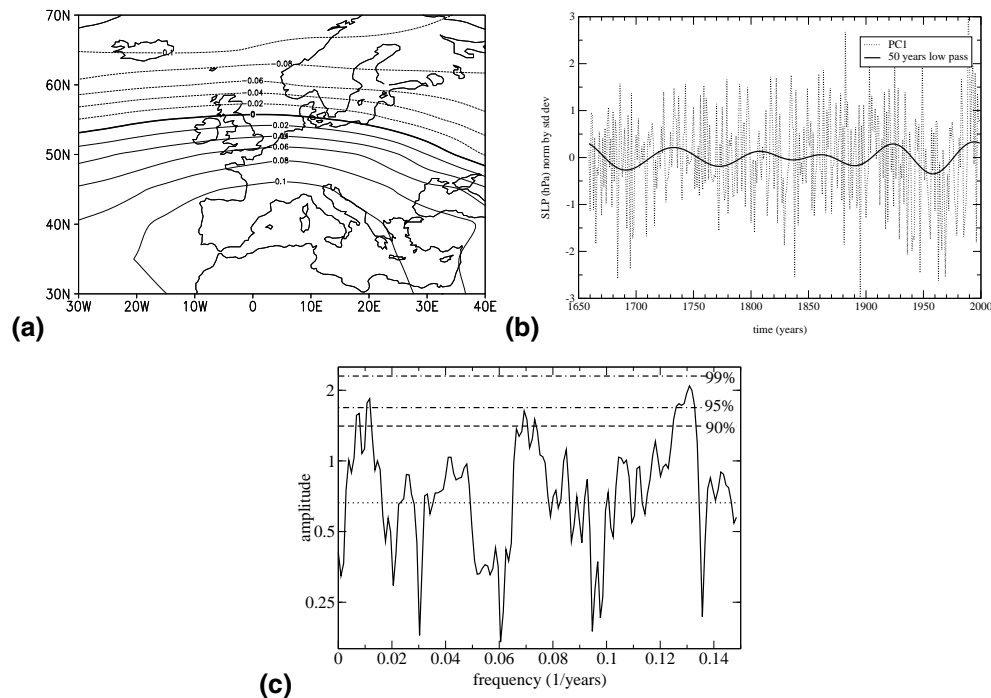 70N
60N
50N
40N
30N
30W 20W 10W 0 10E 20E 30E 40E
0.1
0.08
0.06
0.04
0.02
0
0.02
0.06
0.08
0.1
(a)
3
2
1
0
-1
-2
-3
SLP (hPa) norm by std dev
PC1
50 years low pass
1650 1700 1750 1800 1850 1900 1950 2000
time (years)
(b)
2
1
0.5
0.25
amplitude
99%
95%
90%
0 0.02 0.04 0.06 0.08 0.1 0.12 0.14
frequency (1/years)
(c)